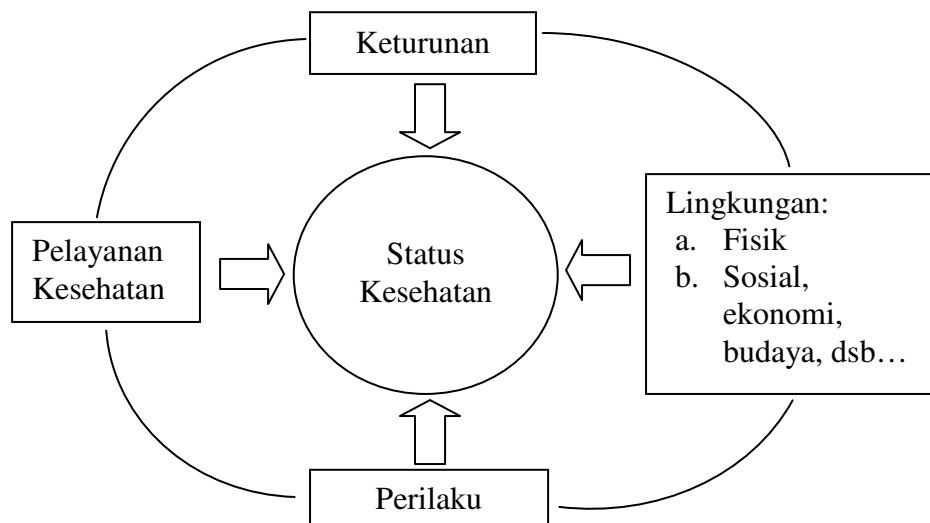 Keturunan
Pelayanan
Kesehatan
Status
Kesehatan
Lingkungan:
a. Fisik
b. Sosial,
ekonomi,
budaya, dsb…
Perilaku